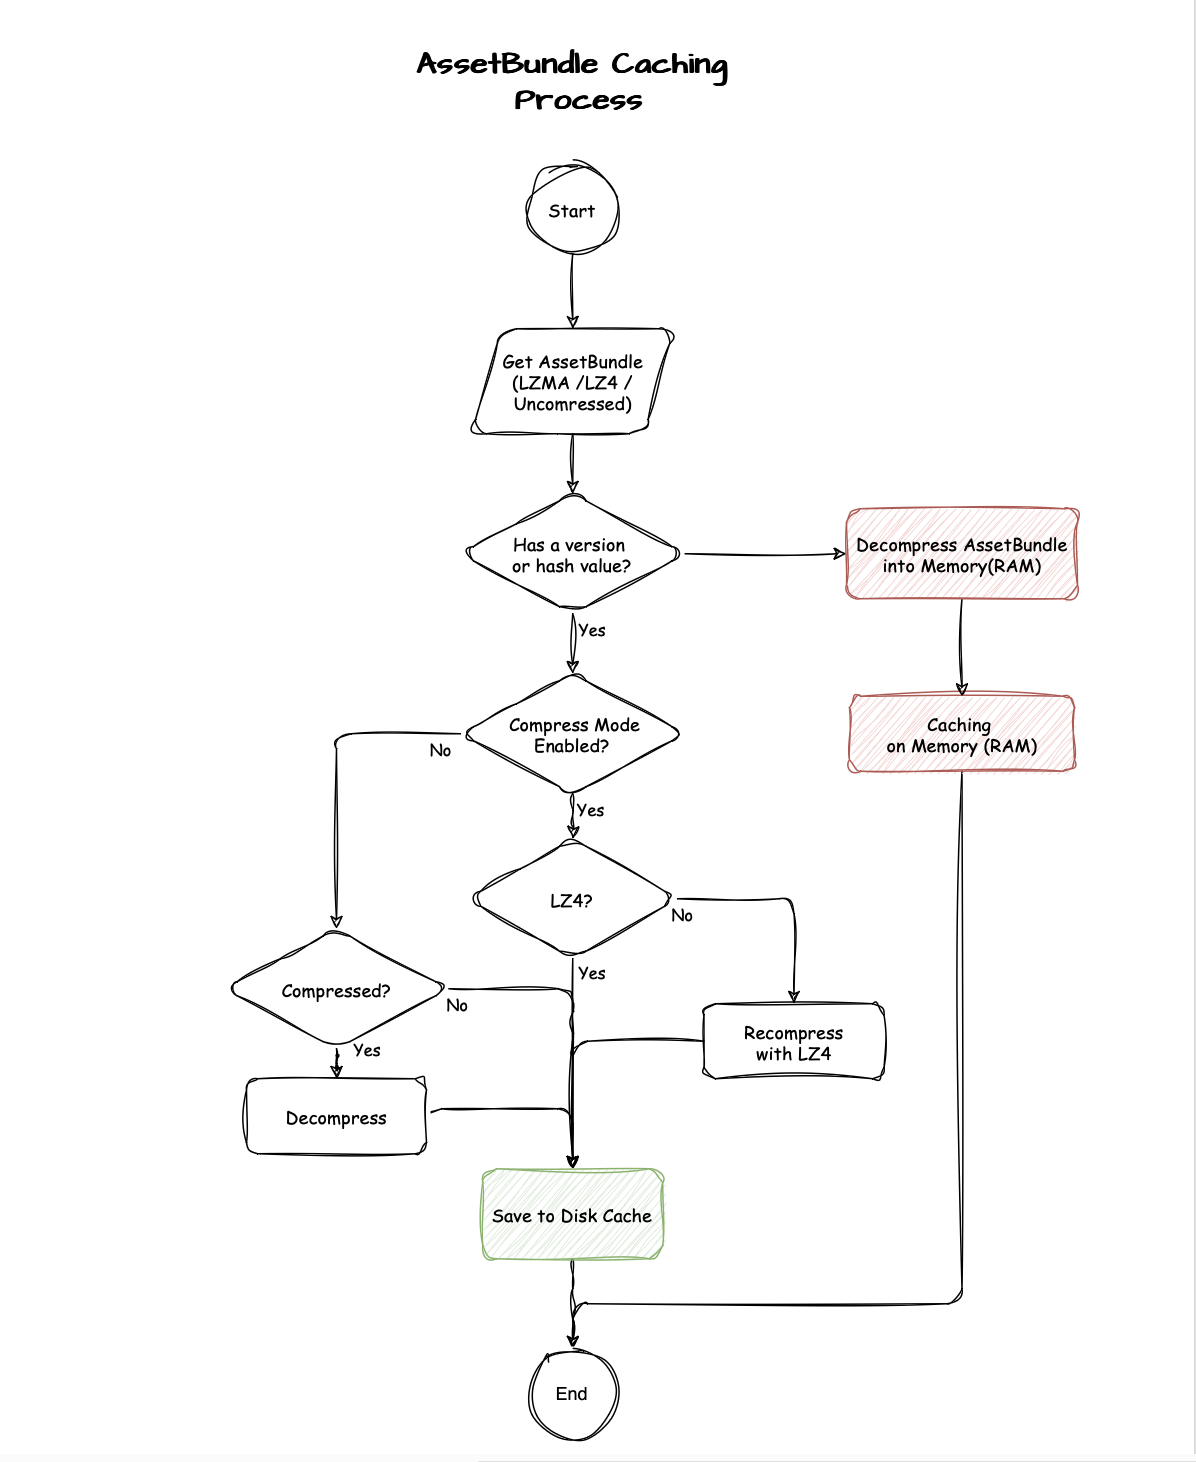 AssetBundle Caching
Process
Start
Get AssetBundle
(LZMA /LZ4 /
Uncomressed)
Has a version
or hash value?
Decompress AssetBundle
into Memory(RAM)
Yes
Compress Mode
Enabled?
Caching
on Memory (RAM)
No
Yes
LZ4?
No
Yes
Compressed?
No
Recompress
with LZ4
Yes
Decompress
Save to Disk Cache
End